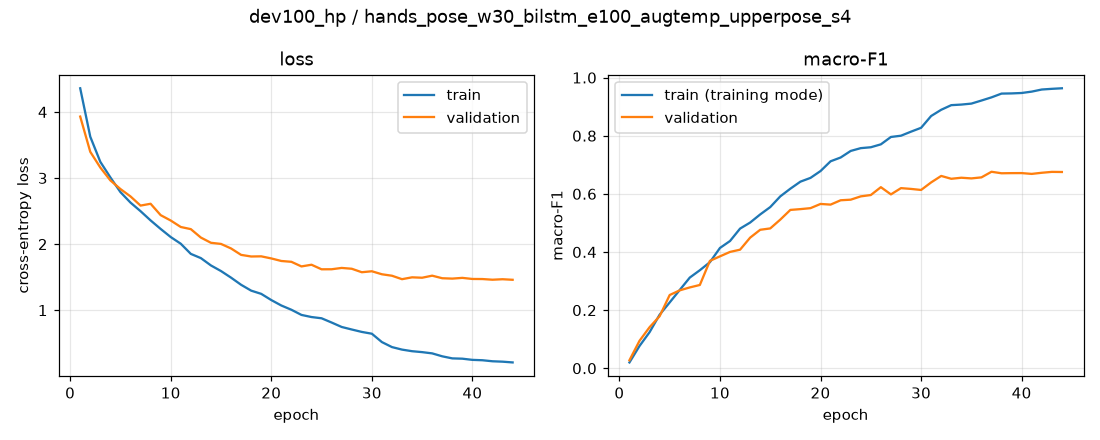 dev100_hp / hands_pose_w30_bilstm_e100_augtemp_upperpose_s4
loss
train
validation
cross-entropy loss
4
3
2
1
0
10
20
30
40
epoch
macro-F1
train (training mode)
validation
macro-F1
1.0
0.8
0.6
0.4
0.2
0.0
0
10
20
30
40
epoch